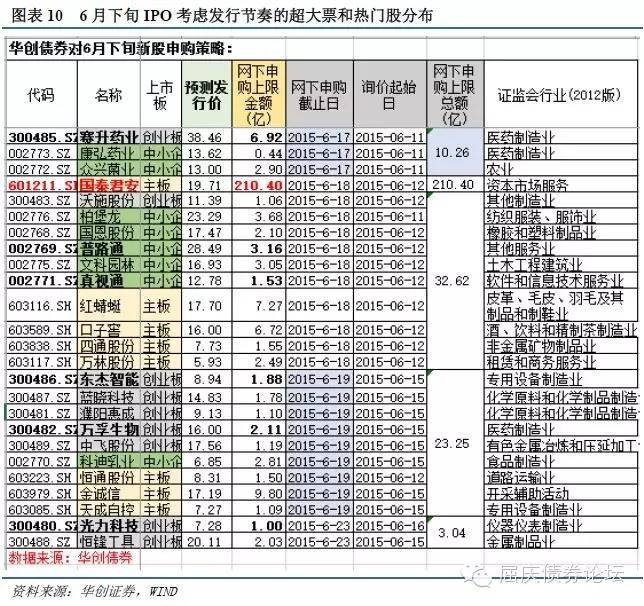 图表 10 6 月下旬 IPO 考虑发行节奏的超大票和热门股分布
华创债券对6月下旬新股申购策略：
代码 名称 上市板 预测发行价 网下申购上限金额(亿) 网下申购截止日 询价起始日 网下申购上限总额(亿) 证监会行业(2012版)
300485.SZ 赛升药业 创业板 38.46 6.92 2015-6-17 2015-06-11 医药制造业
002773.SZ 康弘药业 中小企 13.62 0.44 2015-6-17 2015-06-11 10.26 医药制造业
002772.SZ 众兴菌业 中小企 13.00 2.90 2015-6-17 2015-06-11 农业
601211.SH 国泰君安 主板 19.71 210.40 2015-6-18 2015-06-12 210.40 资本市场服务
300483.SZ 沃施股份 创业板 11.39 1.06 2015-6-18 2015-06-12 其他制造业
002776.SZ 柏堡龙 中小企 23.29 3.68 2015-6-18 2015-06-12 纺织服装、服饰业
002768.SZ 国恩股份 中小企 17.47 2.10 2015-6-18 2015-06-12 橡胶和塑料制品业
002769.SZ 普路通 中小企 28.49 3.16 2015-6-18 2015-06-12 其他服务业
002775.SZ 文科园林 中小企 16.93 3.05 2015-6-18 2015-06-12 土木工程建筑业
002771.SZ 真视通 中小企 12.78 1.53 2015-6-18 2015-06-12 32.62 软件和信息技术服务业
603116.SH 红蜻蜓 主板 17.70 7.27 2015-6-18 2015-06-12 皮革、毛皮、羽毛及其制品和制鞋业
603589.SH 口子窖 主板 16.00 6.72 2015-6-18 2015-06-12 酒、饮料和精制茶制造业
603838.SH 四通股份 主板 7.73 1.55 2015-6-18 2015-06-12 非金属矿物制品业
603117.SH 万林股份 主板 5.93 2.49 2015-6-18 2015-06-12 租赁和商务服务业
300486.SZ 东杰智能 创业板 8.94 1.88 2015-6-19 2015-06-15 专用设备制造业
300487.SZ 蓝晓科技 创业板 14.83 1.78 2015-6-19 2015-06-15 化学原料和化学制品制造
300481.SZ 濮阳惠成 创业板 9.13 1.10 2015-6-19 2015-06-15 化学原料和化学制品制造
300482.SZ 万孚生物 创业板 16.00 2.11 2015-6-19 2015-06-15 医药制造业
300489.SZ 中飞股份 创业板 17.56 1.19 2015-6-19 2015-06-15 23.25 有色金属冶炼和压延加工
002770.SZ 科迪乳业 中小企 6.85 2.81 2015-6-19 2015-06-15 食品制造业
603223.SH 恒通股份 主板 8.31 1.50 2015-6-19 2015-06-12 道路运输业
603979.SH 金诚信 主板 17.19 9.80 2015-6-19 2015-06-15 开采辅助活动
603085.SH 天成自控 主板 7.27 1.09 2015-6-19 2015-06-15 专用设备制造业
300480.SZ 光力科技 创业板 7.28 1.00 2015-6-23 2015-06-16 3.04 仪器仪表制造业
300488.SZ 恒锋工具 创业板 20.11 2.03 2015-6-23 2015-06-15 金属制品业
数据来源：华创债券
屈庆债券论坛
资料来源：华创证券，WIND